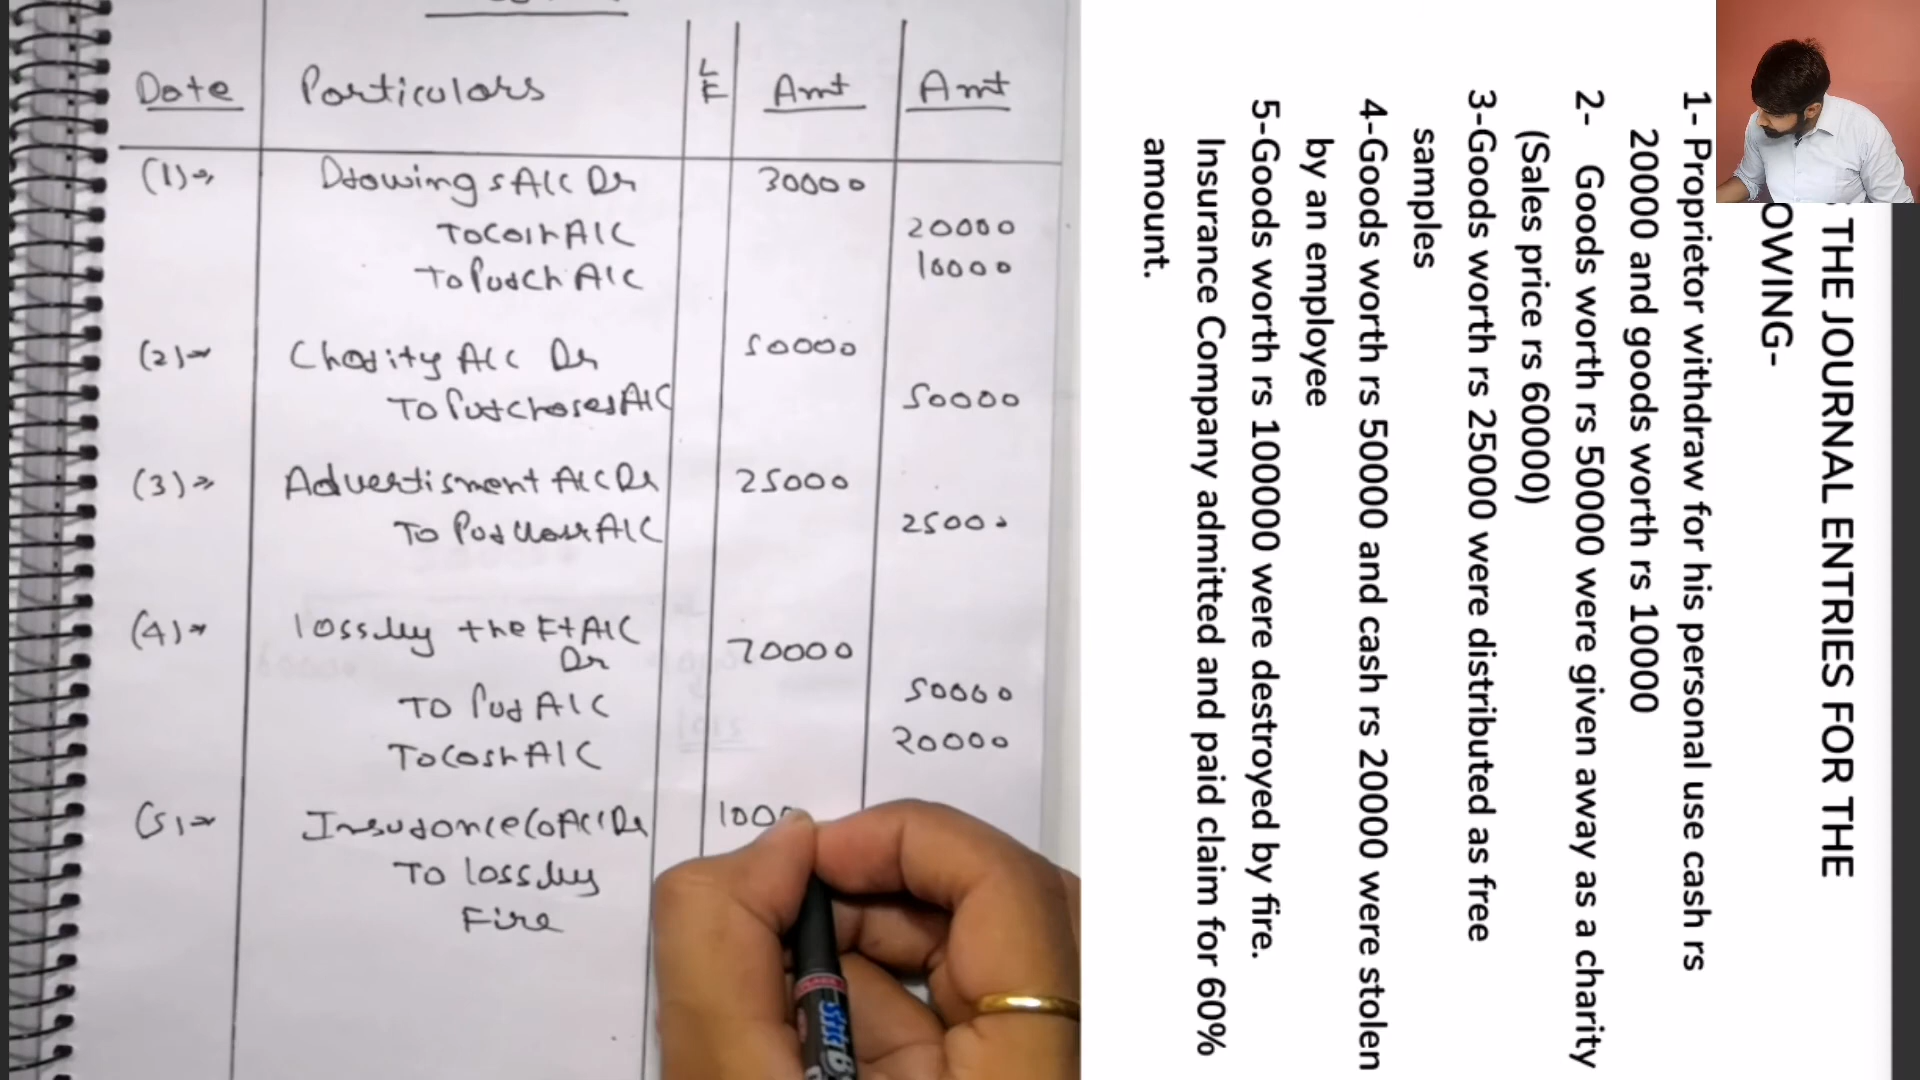 Date Particulars LF Amt Amt
(1) Drawings A/C Dr 30000
To Cash A/C 20000
To Purch A/C 10000
(2) Charity A/C Dr 50000
To Purchases A/C 50000
(3) Advertisment A/C Dr 25000
To A/C 25000
(4) loss by theFt A/C
Dr 70000
To Pur A/C 50000
To Cash A/C 20000
(5) Insurance Co A/C Dr 1000
To loss by
Fire
THE JOURNAL ENTRIES FOR THE
OWING-
1- Proprietor withdraw for his personal use cash rs
20000 and goods worth rs 10000
2- Goods worth rs 50000 were given away as a charity
(Sales price rs 60000)
3-Goods worth rs 25000 were distributed as free
samples
4-Goods worth rs 50000 and cash rs 20000 were stolen
by an employee
5-Goods worth rs 100000 were destroyed by fire.
Insurance Company admitted and paid claim for 60%
amount.